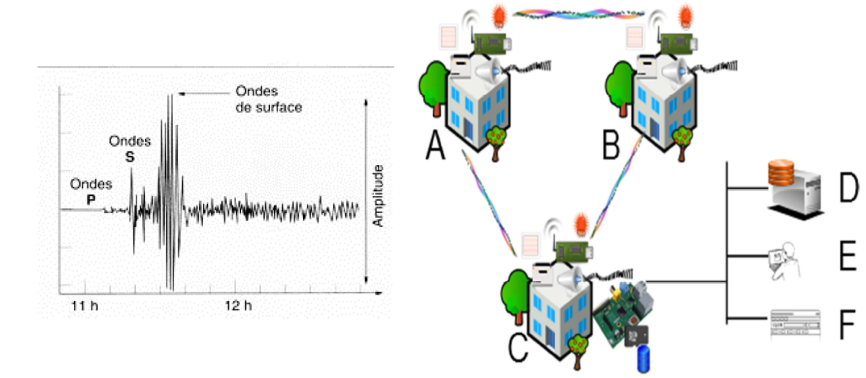 Ondes
de surface
Ondes
S
Ondes
P
Amplitude
11 h
12 h
A
B
C
D
E
F